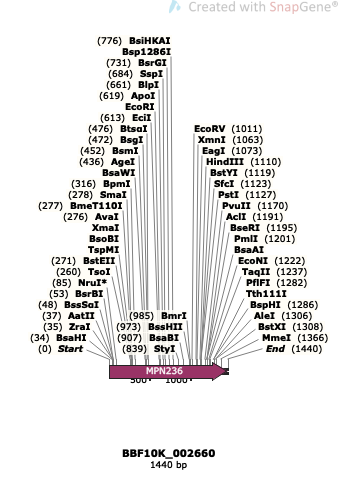 Created with SnapGene®
(776) BsiHKAI
Bsp1286I
(731) BsrGI
(684) SspI
(661) BlpI
(619) ApoI
EcoRI
(613) EciI
(476) BtsαI
(472) BsgI
(452) BsmI
(436) AgeI
BsaWI
(316) BpmI
(278) SmaI
(277) BmeT110I
(276) AvaI
XmaI
BsoBI
TspMI
(271) BstEII
(260) TsoI
(85) NruI*
(53) BsrBI
(48) BssSαI
(37) AatII
(35) ZraI
(34) BsaHI
(0) Start
(985) BmrI
(973) BssHII
(907) BsaBI
(839) StyI
EcoRV (1011)
XmnI (1063)
EagI (1073)
HindIII (1110)
BstYI (1119)
SfcI (1123)
PstI (1127)
PvuII (1170)
AclI (1191)
BseRI (1195)
PmlI (1201)
BsaAI
EcoNI (1222)
TaqII (1237)
PflFI (1282)
Tth111I
BspHI (1286)
AleI (1306)
BstXI (1308)
MmeI (1366)
End (1440)
MPN236
500 1000
BBF10K_002660
1440 bp